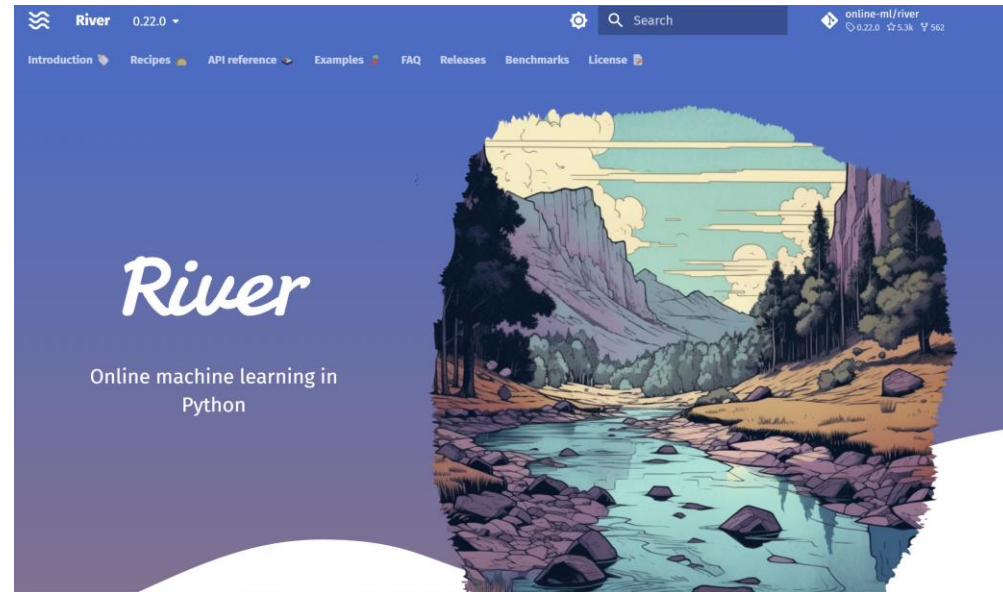 River 0.22.0
Search
online-ml/river
0.22.0 5.3k 562
Introduction Recipes API reference Examples FAQ Releases Benchmarks License
River
Online machine learning in
Python